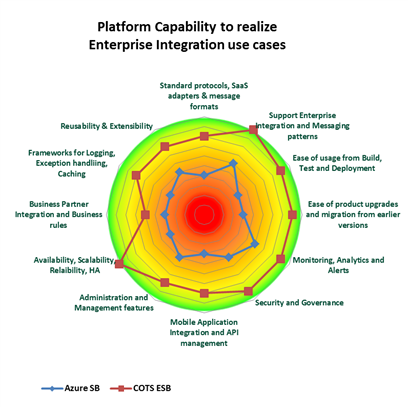 Platform Capability to realize
Enterprise Integration use cases
Standard protocols, SaaS
adapters & message
formats
Support Enterprise
Integration and Messaging
patterns
Ease of usage from Build,
Test and Deployment
Ease of product upgrades
and migration from earlier
versions
Monitoring, Analytics and
Alerts
Security and Governance
Mobile Application
Integration and API
management
Administration and
Management features
Availability, Scalability,
Relaibility, HA
Business Partner
Integration and Business
rules
Frameworks for Logging,
Exception handliing,
Caching
Reusability & Extensibility
Azure SB
COTS ESB